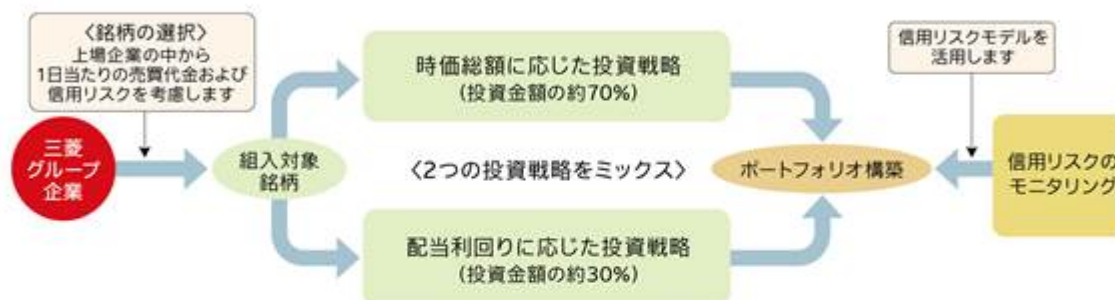 〈銘柄の選択〉
上場企業の中から
1日当たりの売買代金および
信用リスクを考慮します
三菱
グループ
企業
組入対象
銘柄
時価総額に応じた投資戦略
(投資金額の約70%)
〈2つの投資戦略をミックス〉
配当利回りに応じた投資戦略
(投資金額の約30%)
ポートフォリオ構築
信用リスクモデルを
活用します
信用リスクの
モニタリング